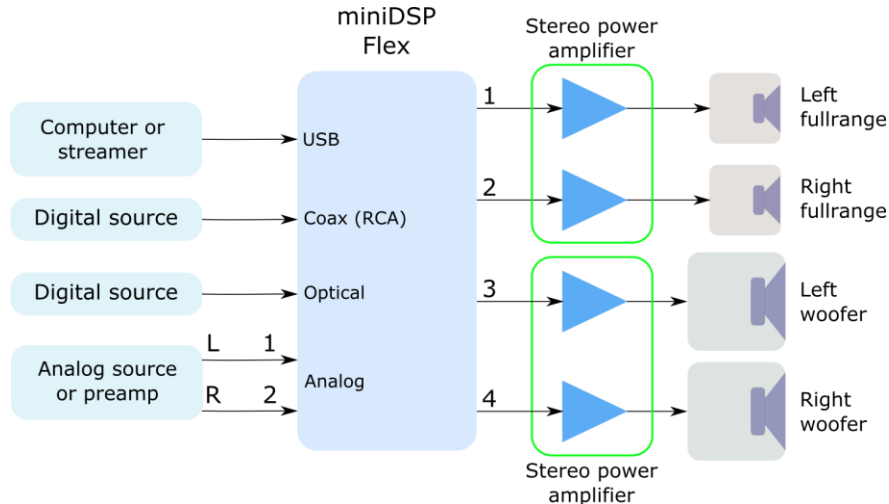 miniDSP
Flex
Stereo power
amplifier
Computer or
streamer
USB
Digital source
Coax (RCA)
Digital source
Optical
Analog source
or preamp
L 1
R 2
Analog
1
2
3
4
Left
fullrange
Right
fullrange
Left
woofer
Right
woofer
Stereo power
amplifier